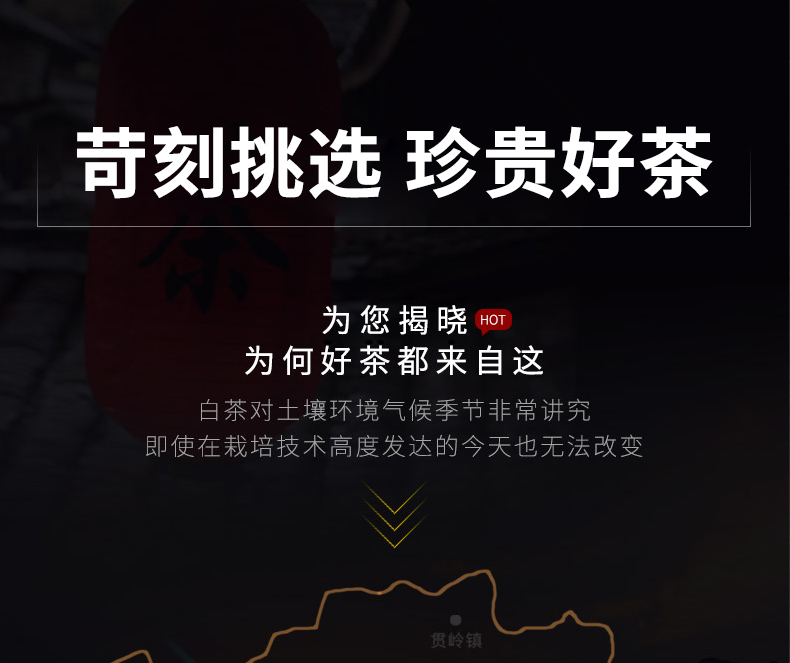 苛刻挑选 珍贵好茶
茶
为您揭晓 HOT
为何好茶都来自这
白茶对土壤环境气候季节非常讲究
即使在栽培技术高度发达的今天也无法改变
贯岭镇